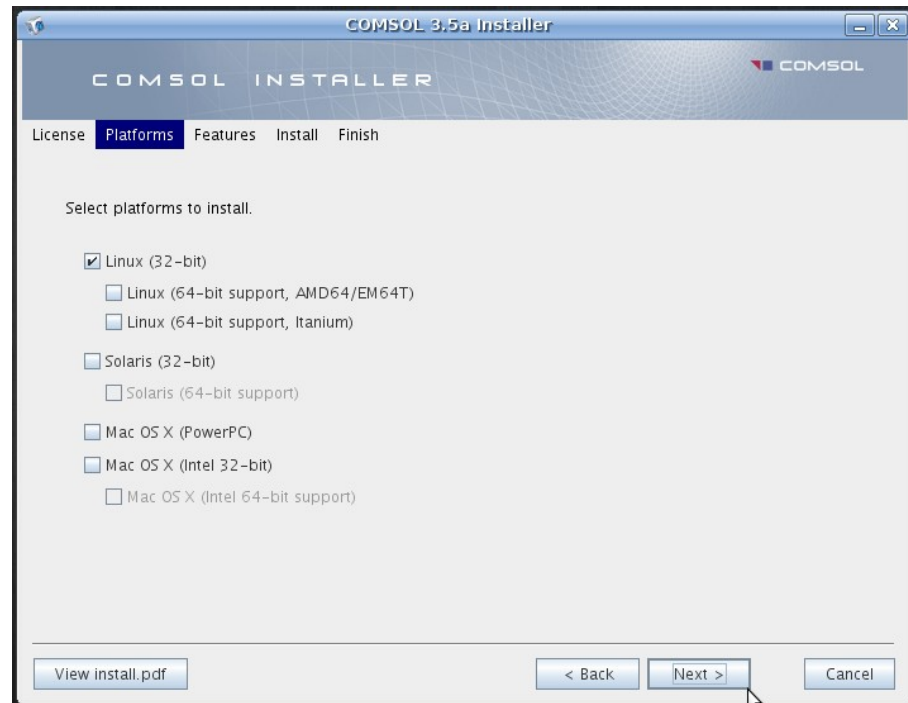 COMSOL 3.5a Installer
COMSOL INSTALLER
COMSOL
License Platforms Features Install Finish
Select platforms to install.
Linux (32-bit)
Linux (64-bit support, AMD64/EM64T)
Linux (64-bit support, Itanium)
Solaris (32-bit)
Solaris (64-bit support)
Mac OS X (PowerPC)
Mac OS X (Intel 32-bit)
Mac OS X (Intel 64-bit support)
View install.pdf < Back Next > Cancel